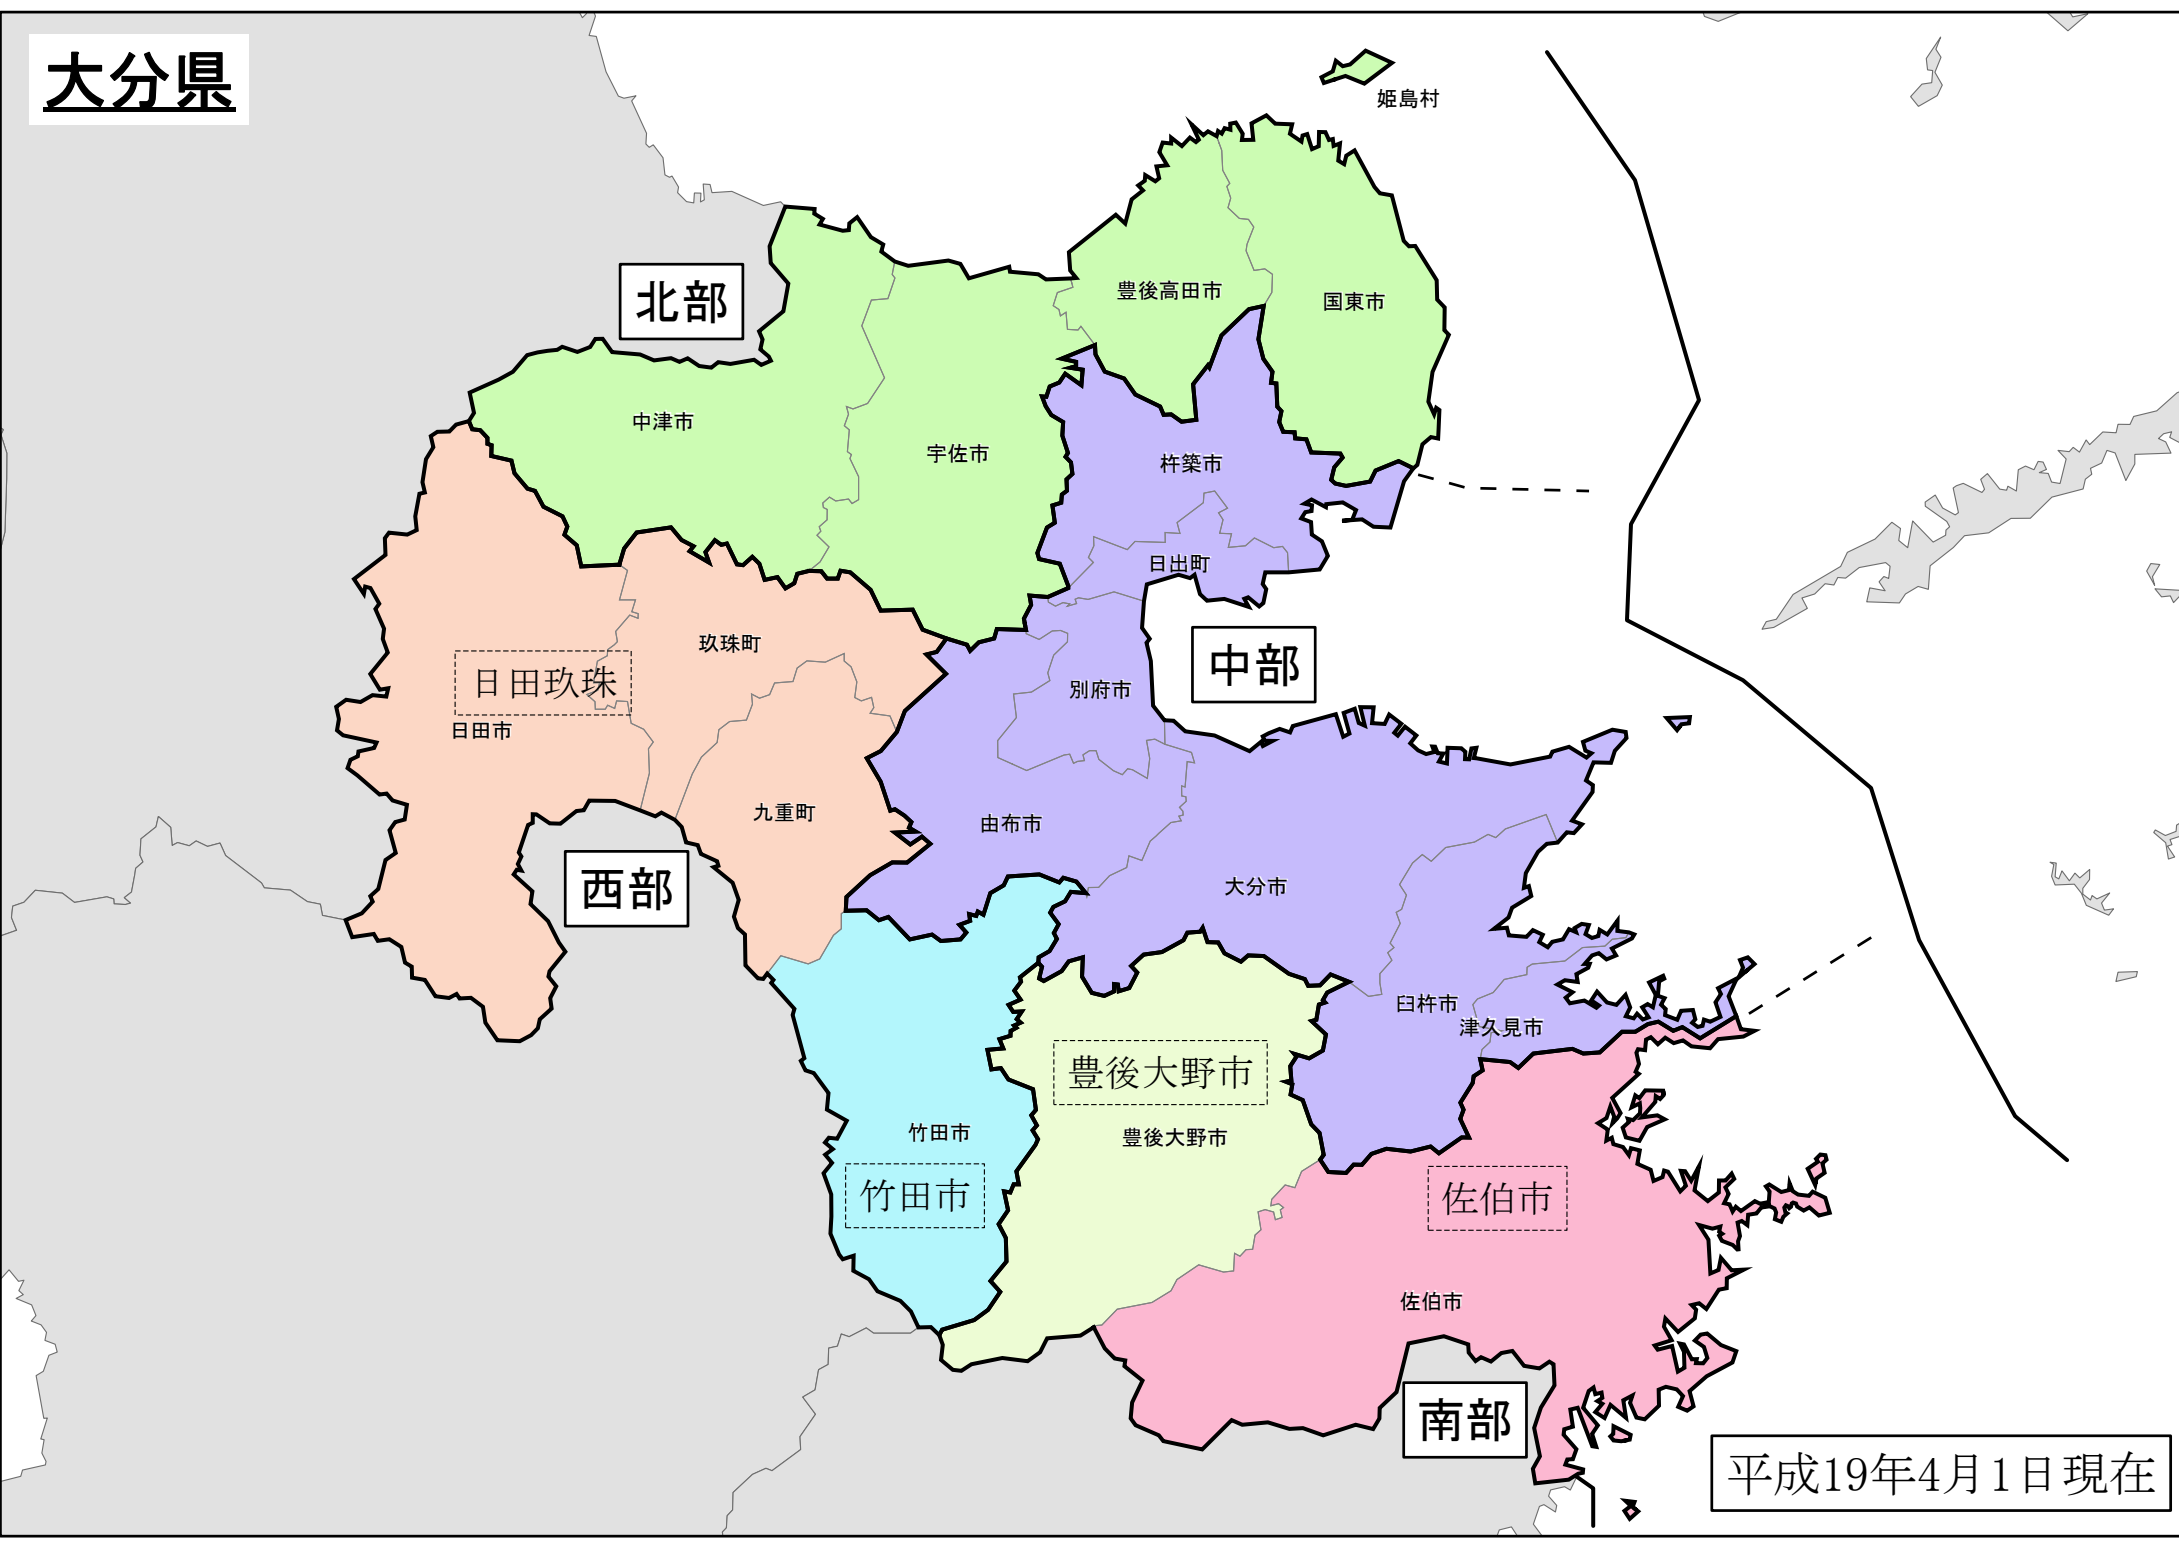 大分県
姫島村
北部
豊後高田市
国東市
中津市
宇佐市
杵築市
日出町
玖珠町
中部
日田玖珠
別府市
日田市
九重町
由布市
西部
大分市
臼杵市
津久見市
豊後大野市
竹田市
豊後大野市
竹田市
佐伯市
佐伯市
南部
平成19年4月1日現在